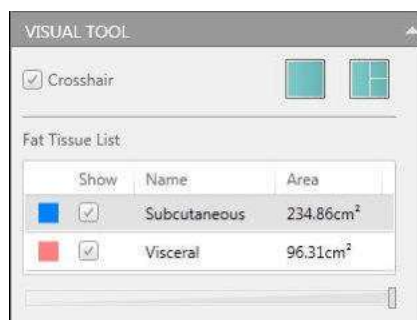 VISUAL TOOL
Crosshair
Fat Tissue List
Show Name Area
Subcutaneous 234.86cm²
Visceral 96.31cm²